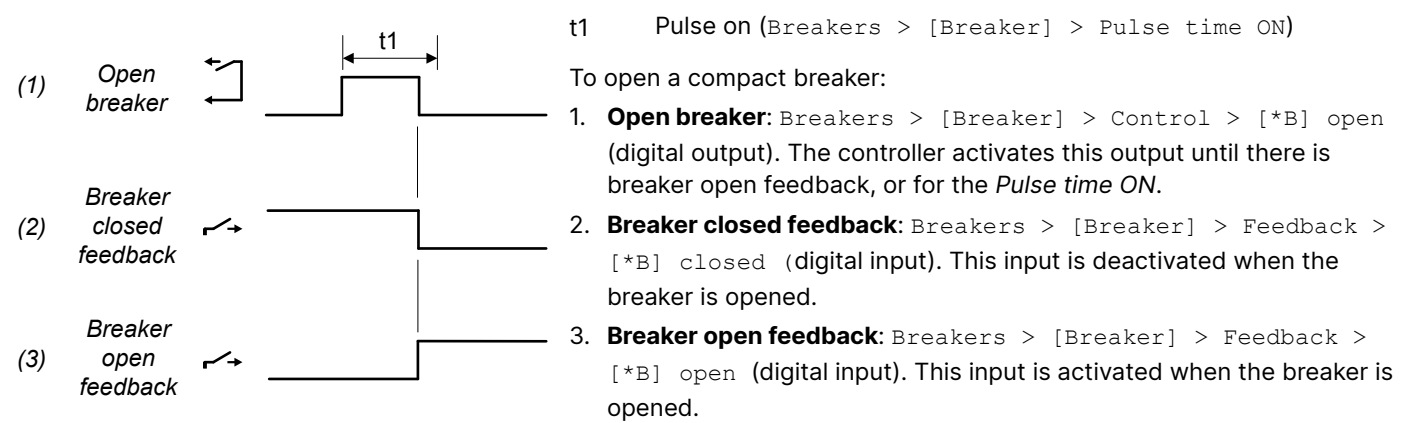 t1
(1)
Open
breaker
Breaker
(2)
closed
feedback
Breaker
(3)
open
feedback
t1 Pulse on (Breakers > [Breaker] > Pulse time ON)
To open a compact breaker:
1. Open breaker: Breakers > [Breaker] > Control > [*B] open
(digital output). The controller activates this output until there is
breaker open feedback, or for the Pulse time ON.
2. Breaker closed feedback: Breakers > [Breaker] > Feedback >
[*B] closed (digital input). This input is deactivated when the
breaker is opened.
3. Breaker open feedback: Breakers > [Breaker] > Feedback >
[*B] open (digital input). This input is activated when the breaker is
opened.